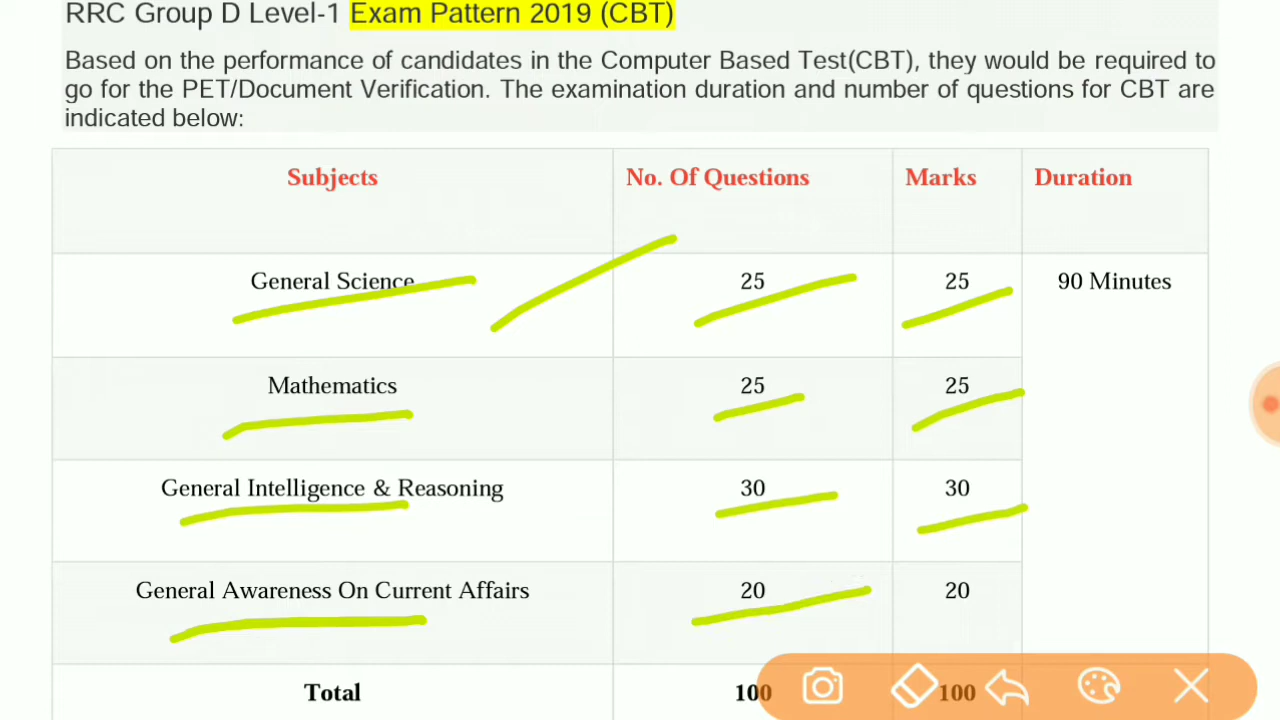 RRC Group D Level-1 Exam Pattern 2019 (CBT)
Based on the performance of candidates in the Computer Based Test(CBT), they would be required to
go for the PET/Document Verification. The examination duration and number of questions for CBT are
indicated below:
Subjects No. Of Questions Marks Duration
General Science 25 25 90 Minutes
Mathematics 25 25
General Intelligence & Reasoning 30 30
General Awareness On Current Affairs 20 20
Total 100 100